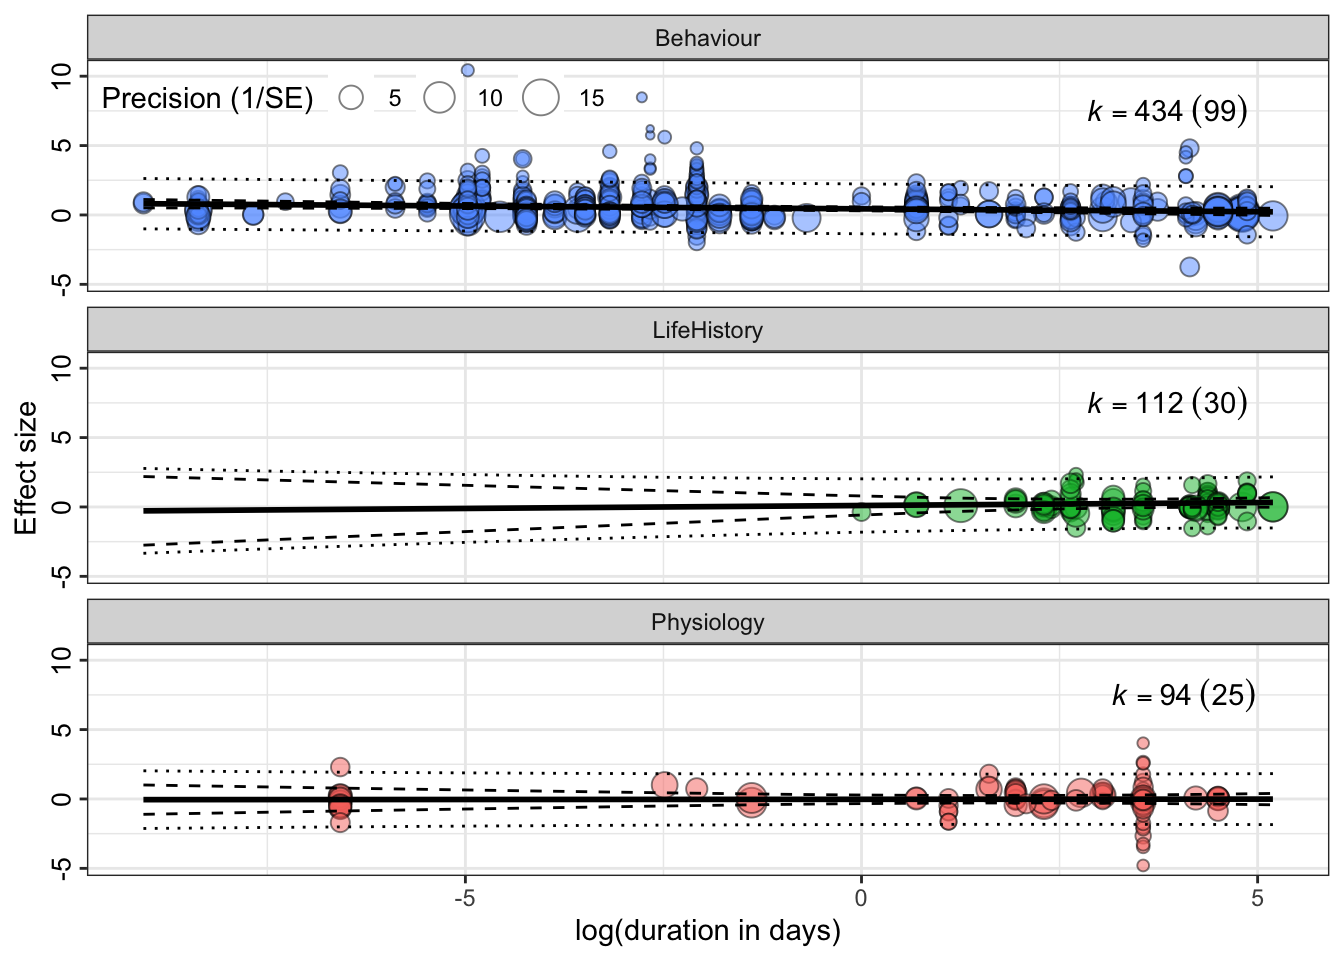 Behaviour
Precision (1/SE) 5 10 15
k = 434 (99)
10
5
0
-5
LifeHistory
k = 112 (30)
10
5
0
-5
Effect size
Physiology
k = 94 (25)
10
5
0
-5
-5 0 5
log(duration in days)